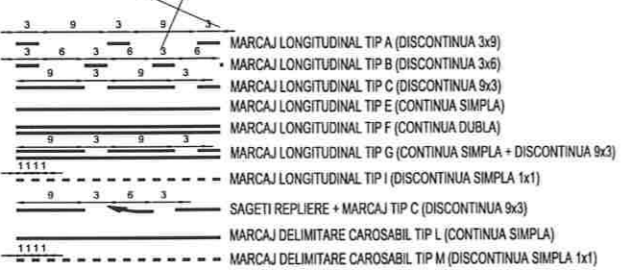 3 9 3 9 3
MARCAJ LONGITUDINAL TIP A (DISCONTINUA 3x9)
3 6 3 6 3 6
MARCAJ LONGITUDINAL TIP B (DISCONTINUA 3x6)
9 3 9 3
MARCAJ LONGITUDINAL TIP C (DISCONTINUA 9x3)
MARCAJ LONGITUDINAL TIP E (CONTINUA SIMPLA)
MARCAJ LONGITUDINAL TIP F (CONTINUA DUBLA)
9 3 9 3
MARCAJ LONGITUDINAL TIP G (CONTINUA SIMPLA + DISCONTINUA 9x3)
1111
MARCAJ LONGITUDINAL TIP I (DISCONTINUA SIMPLA 1x1)
9 3 6 3
SAGETI REPLIERE + MARCAJ TIP C (DISCONTINUA 9x3)
MARCAJ DELIMITARE CAROSABIL TIP L (CONTINUA SIMPLA)
1111
MARCAJ DELIMITARE CAROSABIL TIP M (DISCONTINUA SIMPLA 1x1)